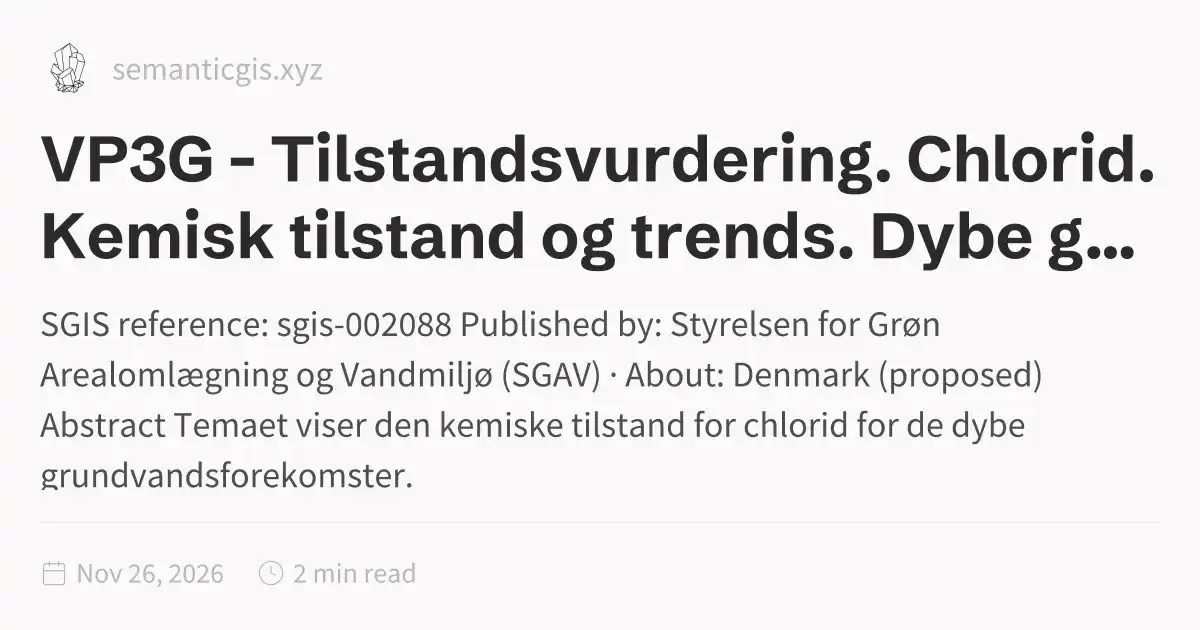 semanticgis.xyz
VP3G - Tilstandsvurdering. Chlorid.
Kemisk tilstand og trends. Dybe g...
SGIS reference: sgis-002088 Published by: Styrelsen for Grøn
Arealomlægning og Vandmiljø (SGAV) · About: Denmark (proposed)
Abstract Temaet viser den kemiske tilstand for chlorid for de dybe
grundvandsforekomster.
Nov 26, 2026 2 min read